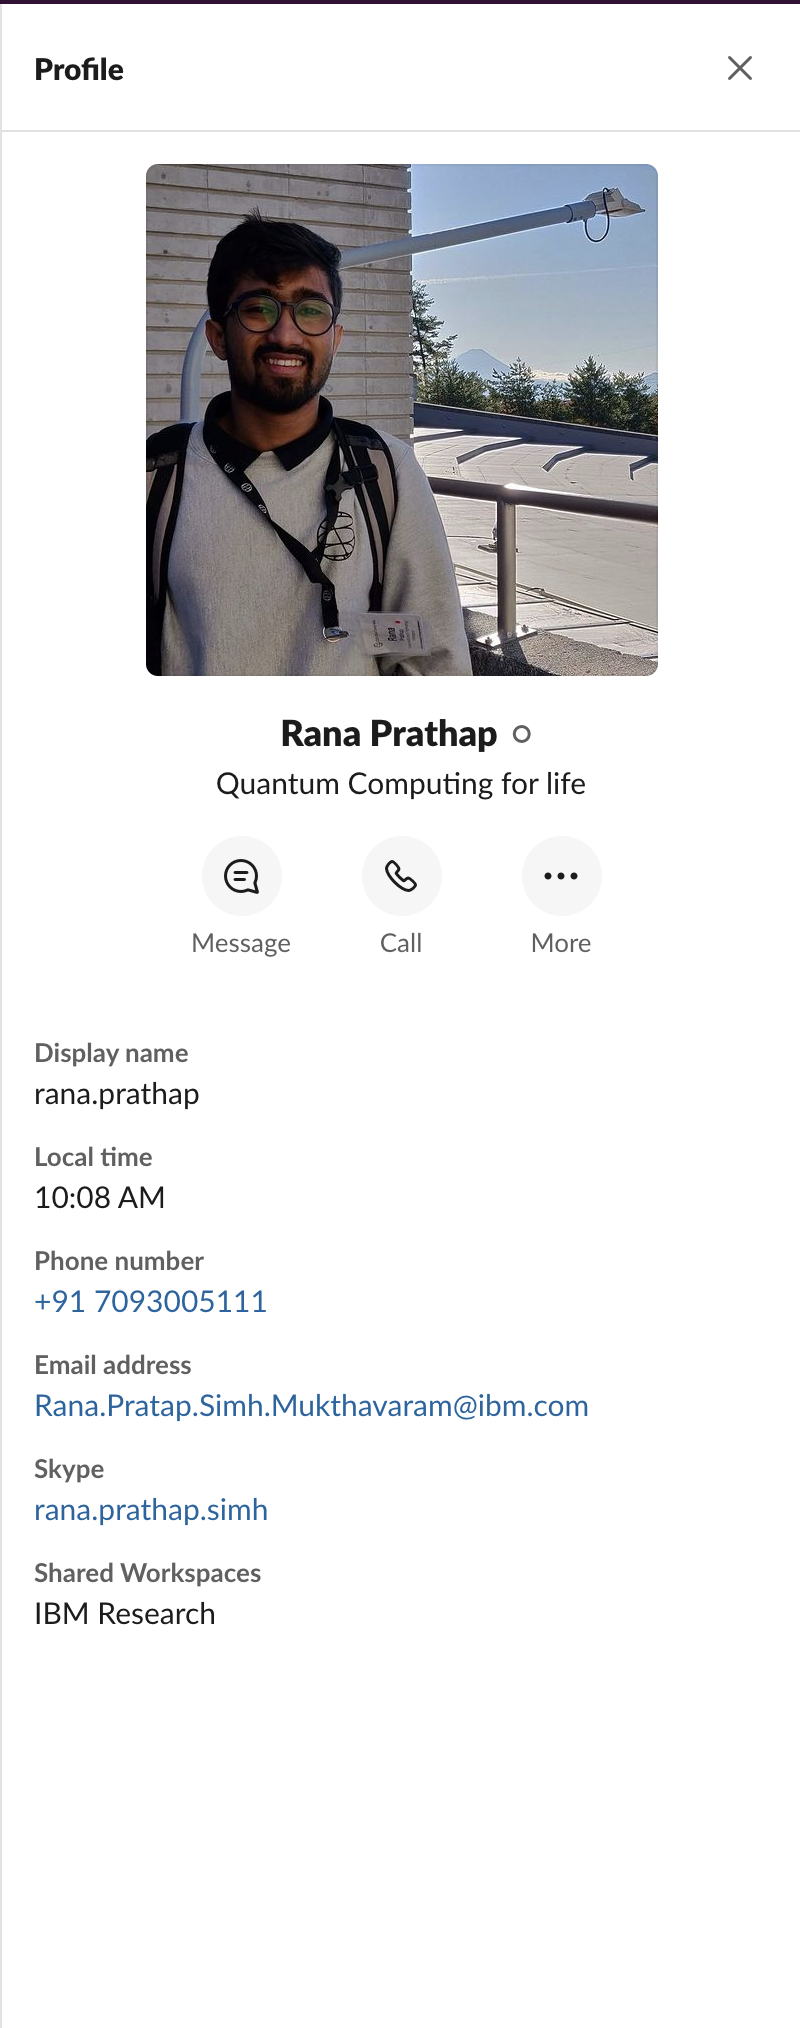 Profile
Rana
Rana Prathap
Quantum Computing for life
Message
Call
More
Display name
rana.prathap
Local time
10:08 AM
Phone number
+91 7093005111
Email address
Rana.Pratap.Simh.Mukthavaram@ibm.com
Skype
rana.prathap.simh
Shared Workspaces
IBM Research